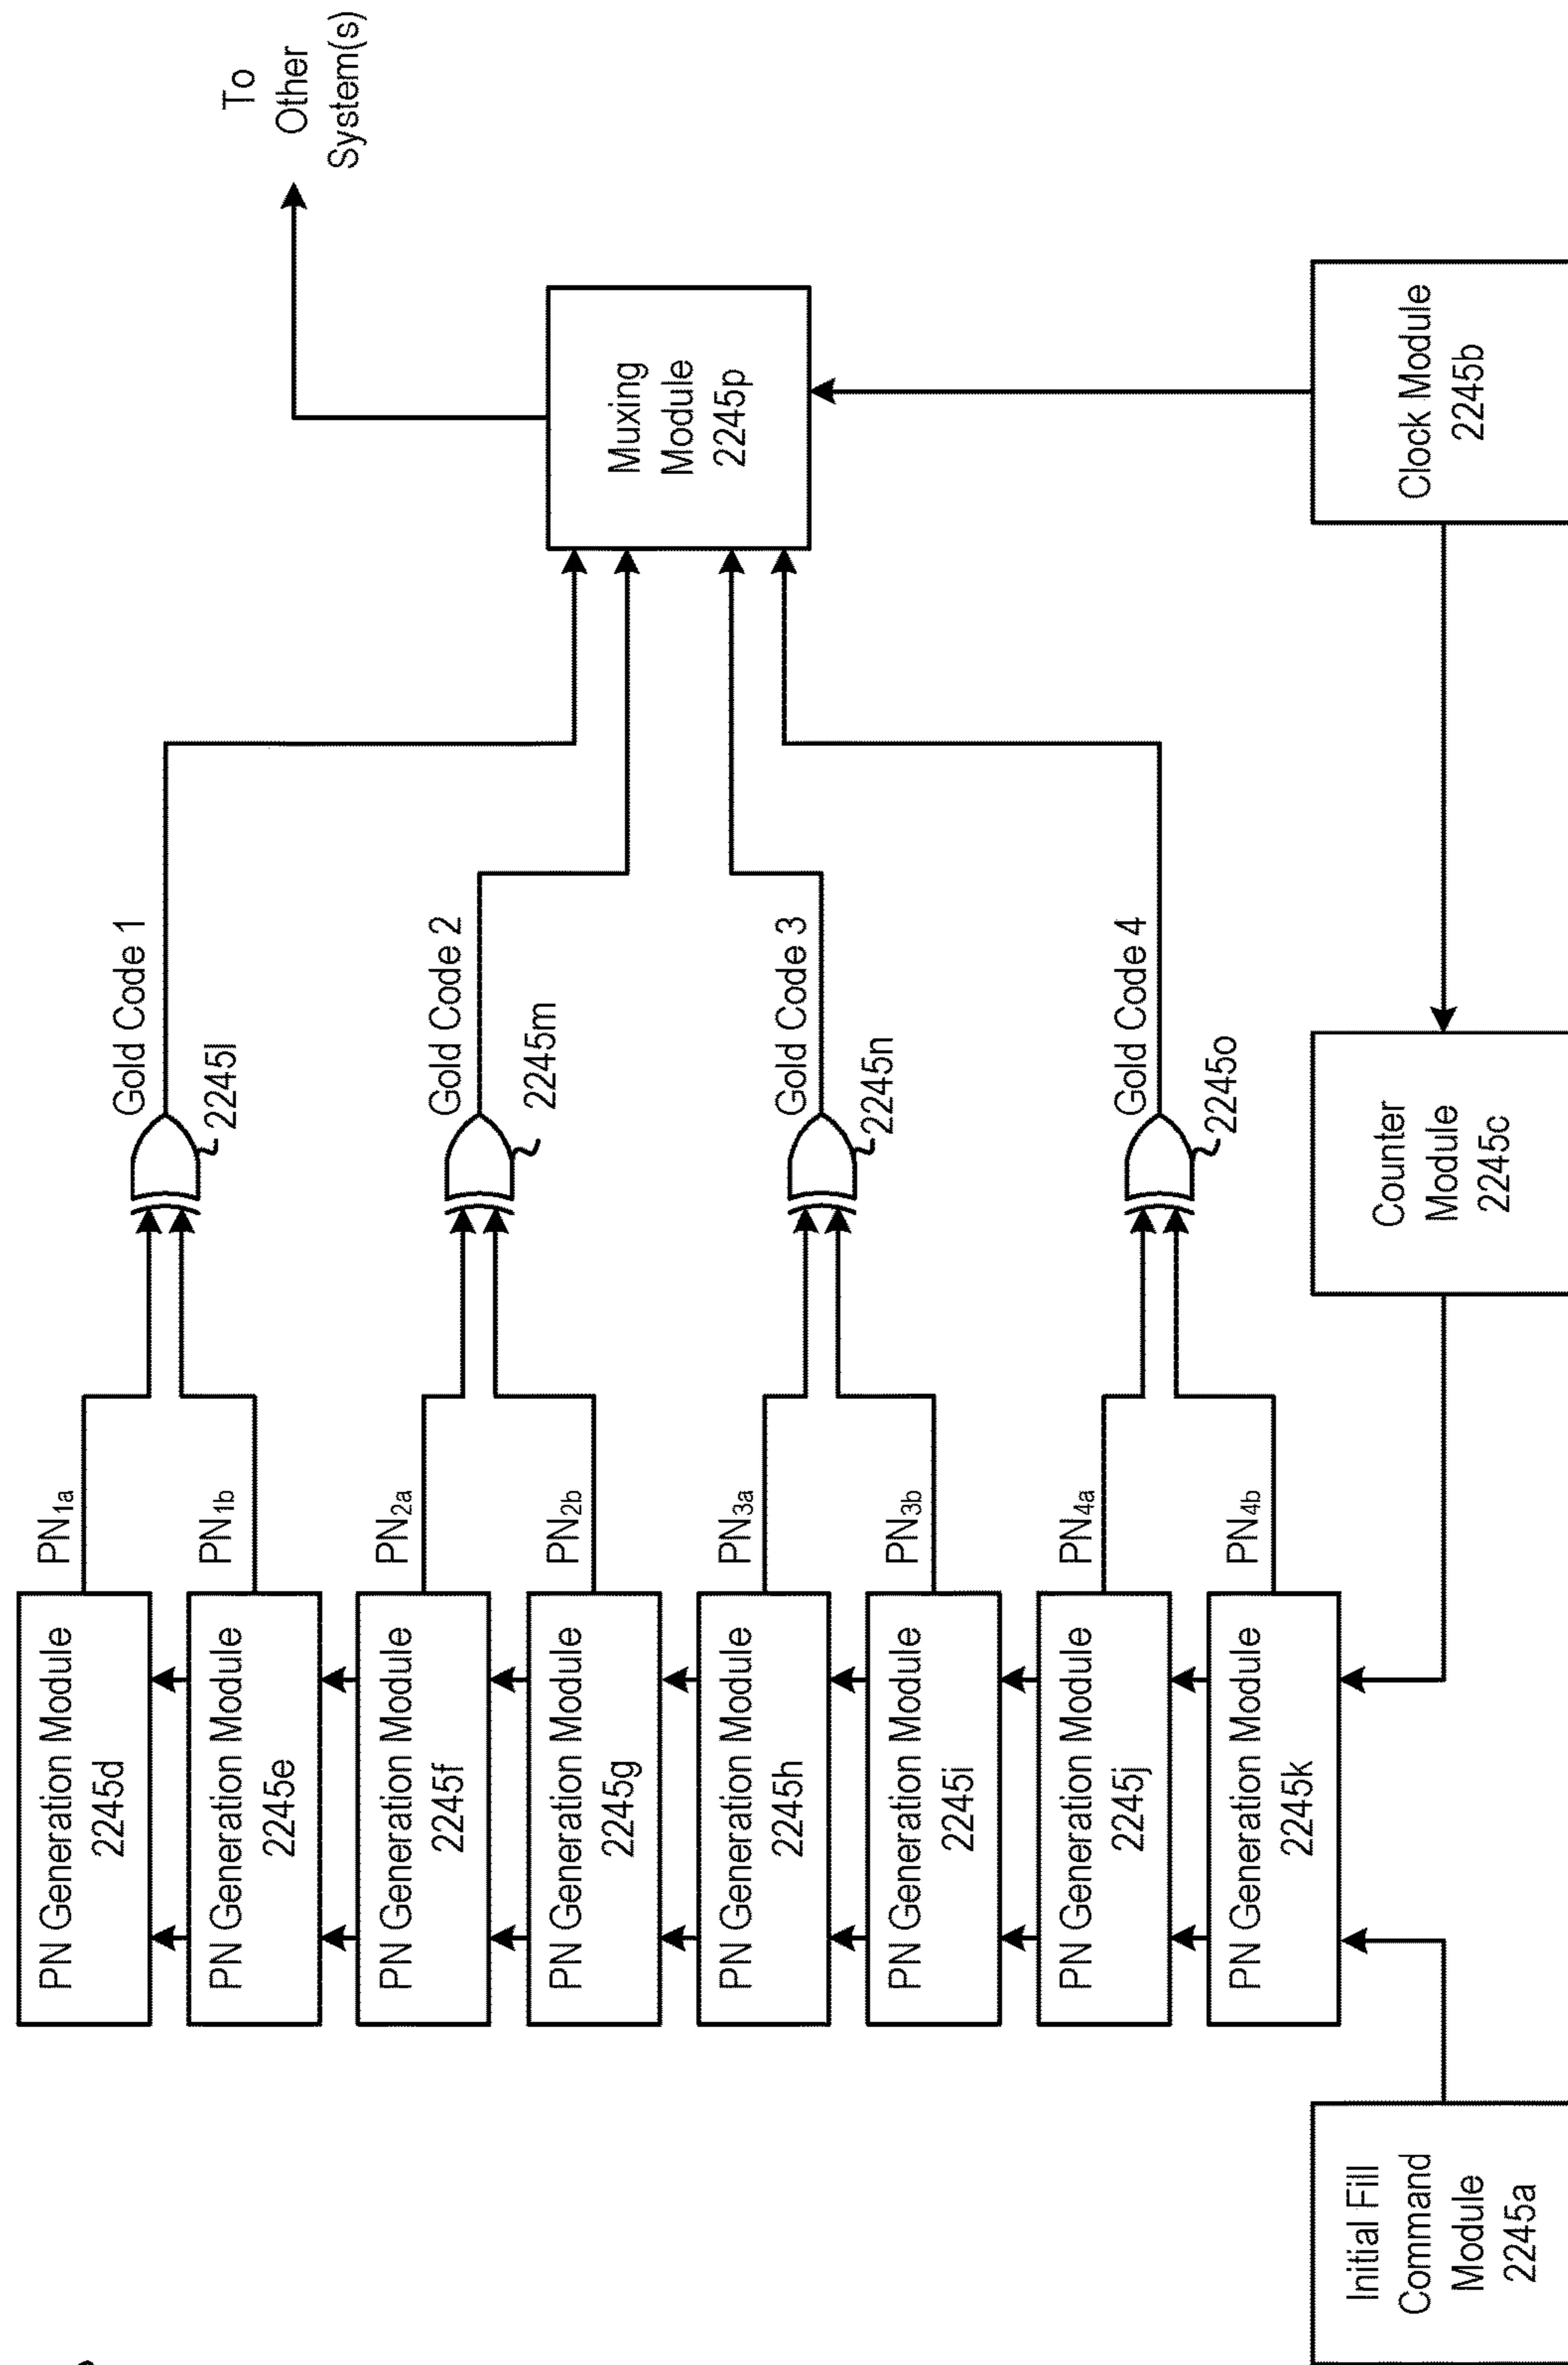 To
Other
System(s)
Muxing
Module
2245p
Clock Module
2245b
Gold Code 1
2245l
Gold Code 2
2245m
Gold Code 3
2245n
Gold Code 4
2245o
Counter
Module
2245c
PN1a
PN1b
PN2a
PN2b
PN3a
PN3b
PN4a
PN4b
PN Generation Module
2245d
PN Generation Module
2245e
PN Generation Module
2245f
PN Generation Module
2245g
PN Generation Module
2245h
PN Generation Module
2245i
PN Generation Module
2245j
PN Generation Module
2245k
Initial Fill
Command
Module
2245a